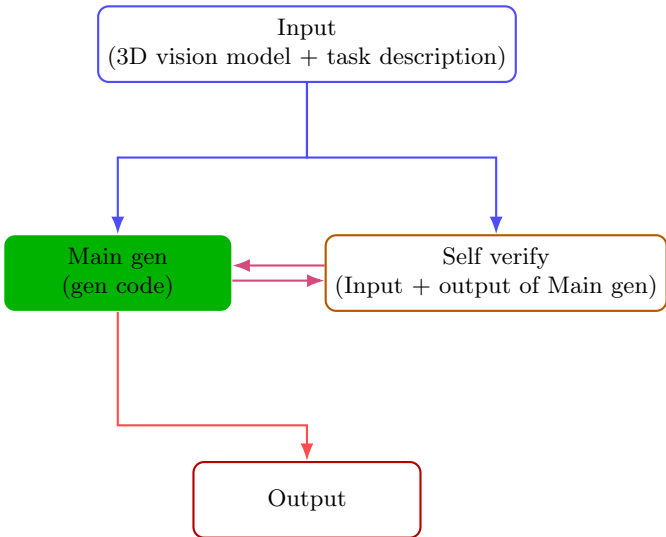 Input
(3D vision model + task description)
Main gen
(gen code)
Self verify
(Input + output of Main gen)
Output